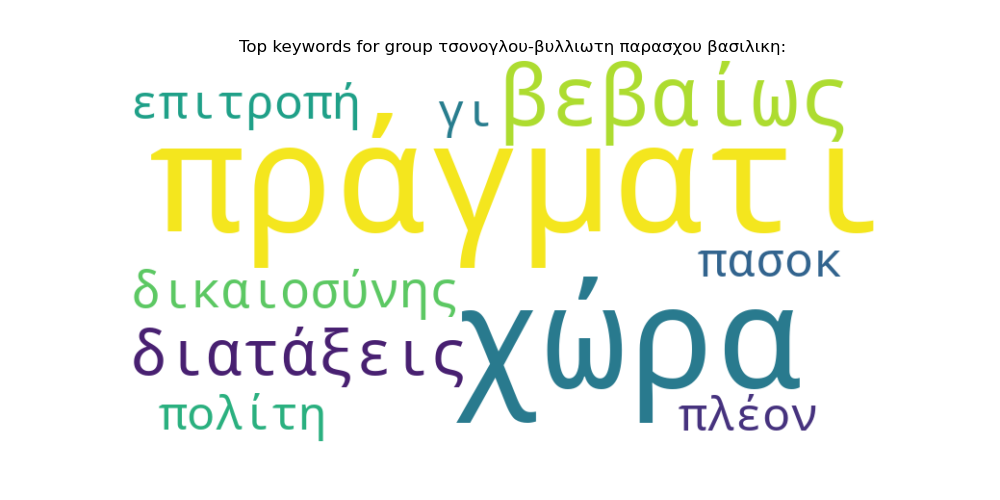 Top keywords for group τσονογλου-βυλλιωτη παρασχου βασιλικη:
επιτροπή γι βεβαίως
πράγματι
πασοκ
δικαιοσύνης
διατάξεις χώρα
πολίτη πλέον